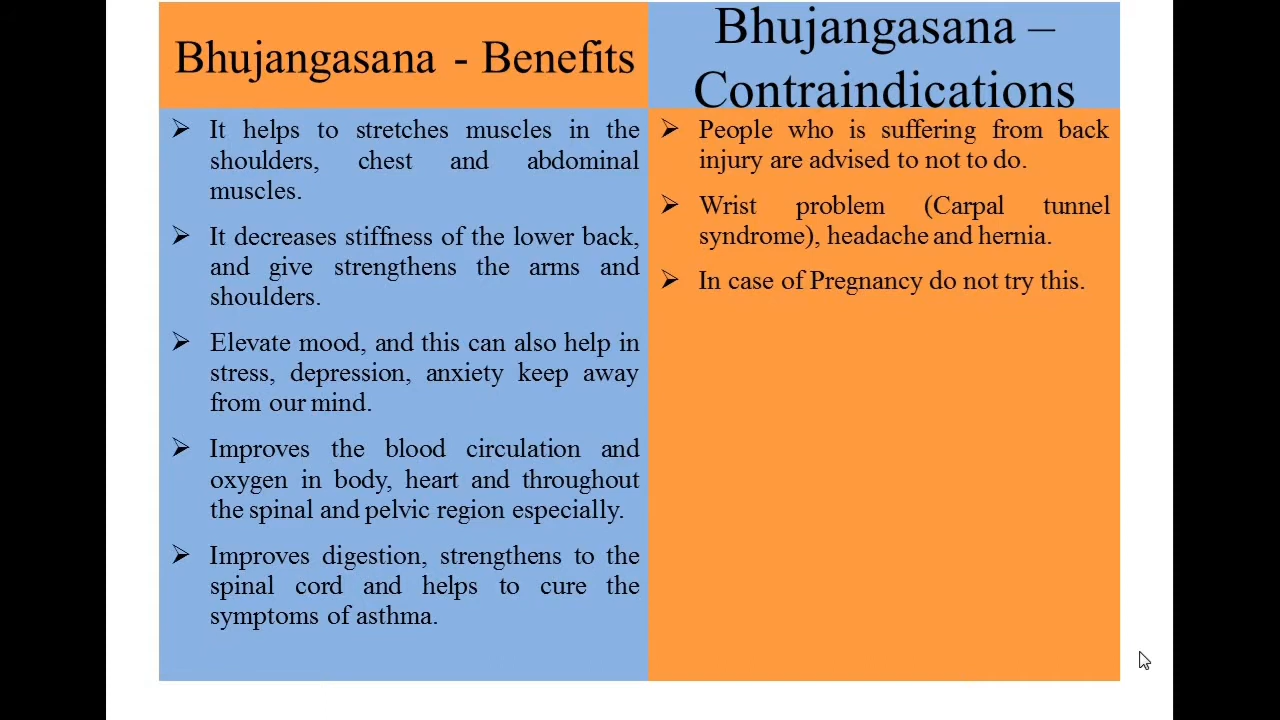 Bhujangasana - Benefits
It helps to stretches muscles in the
shoulders, chest and abdominal
muscles.
It decreases stiffness of the lower back,
and give strengthens the arms and
shoulders.
Elevate mood, and this can also help in
stress, depression, anxiety keep away
from our mind.
Improves the blood circulation and
oxygen in body, heart and throughout
the spinal and pelvic region especially.
Improves digestion, strengthens to the
spinal cord and helps to cure the
symptoms of asthma.
Bhujangasana –
Contraindications
People who is suffering from back
injury are advised to not to do.
Wrist problem (Carpal tunnel
syndrome), headache and hernia.
In case of Pregnancy do not try this.